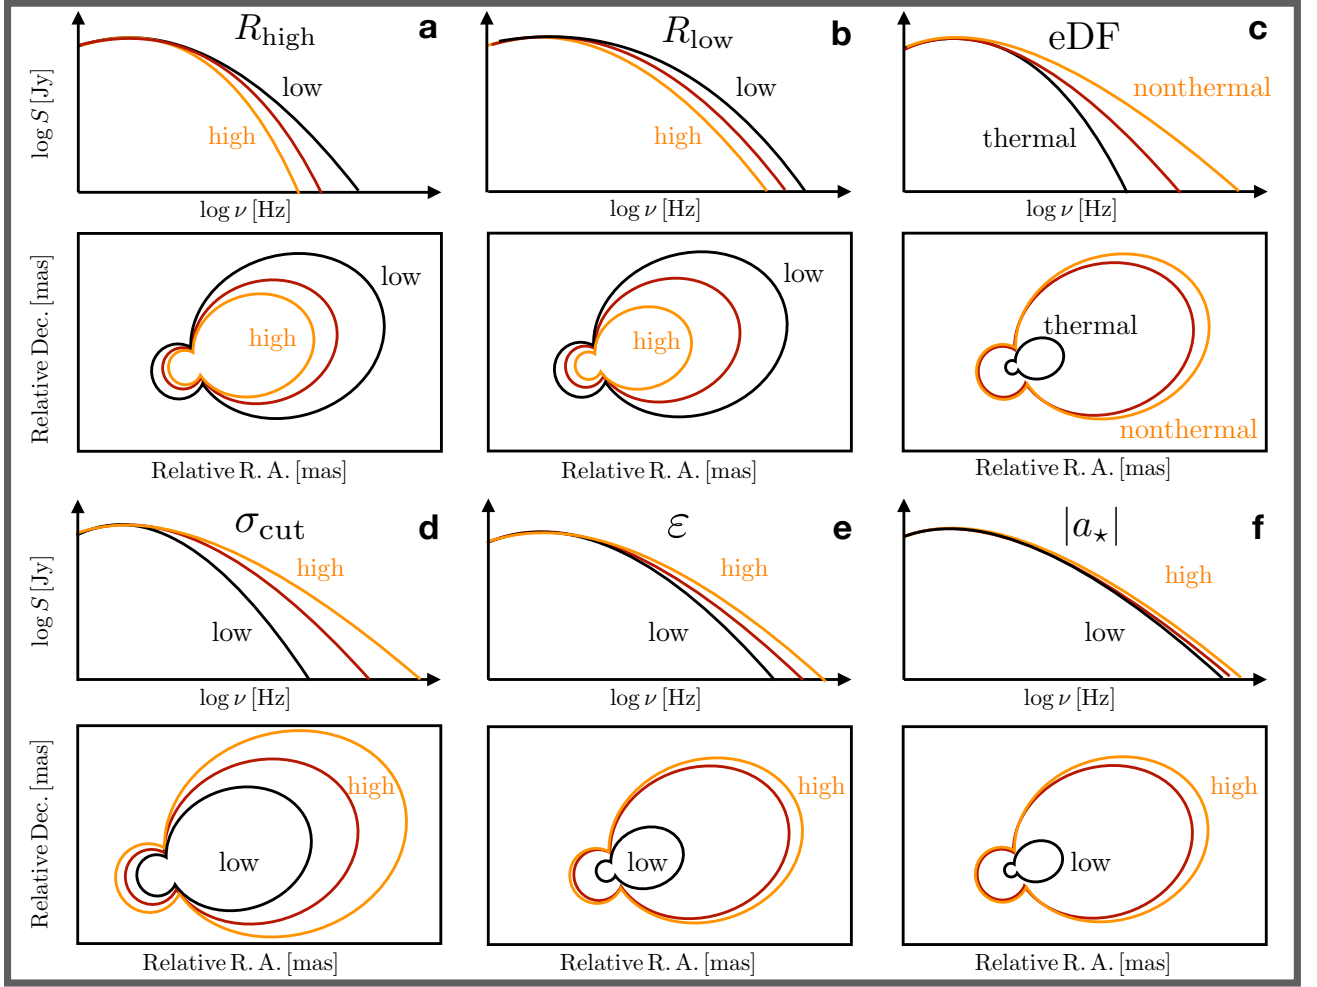 R_high a
log S [Jy]
low
high
log ν [Hz]
R_low b
low
high
log ν [Hz]
eDF c
nonthermal
thermal
log ν [Hz]
Relative Dec. [mas]
low
high
Relative R. A. [mas]
low
high
Relative R. A. [mas]
thermal
nonthermal
Relative R. A. [mas]
σ_cut d
log S [Jy]
high
low
log ν [Hz]
ε e
high
low
log ν [Hz]
|a⋆| f
high
low
log ν [Hz]
Relative Dec. [mas]
high
low
Relative R. A. [mas]
high
low
Relative R. A. [mas]
high
low
Relative R. A. [mas]